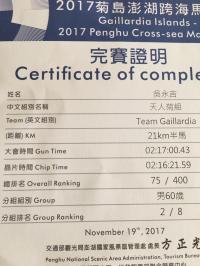 2017菊島澎湖跨海馬
Gaillardia Islands -
2017 Penghu Cross-sea Ma
完賽證明
Certificate of comple
姓名 吳永吉
中文組別名稱 天人菊組
Team (英文組別) Team Gaillardia
(距離) KM 21km半馬
大會時間 Gun Time 02:17:00.43
晶片時間 Chip Time 02:16:21.59
總排名 Overall Ranking 75 / 400
分組組別 Group 男60歲
分組排名 Group Ranking 2 / 8
November 19th, 2017
交通部觀光局澎湖國家風景區管理處 處長 方正光
Penghu National Scenic Area Administration, Tourism Bureau